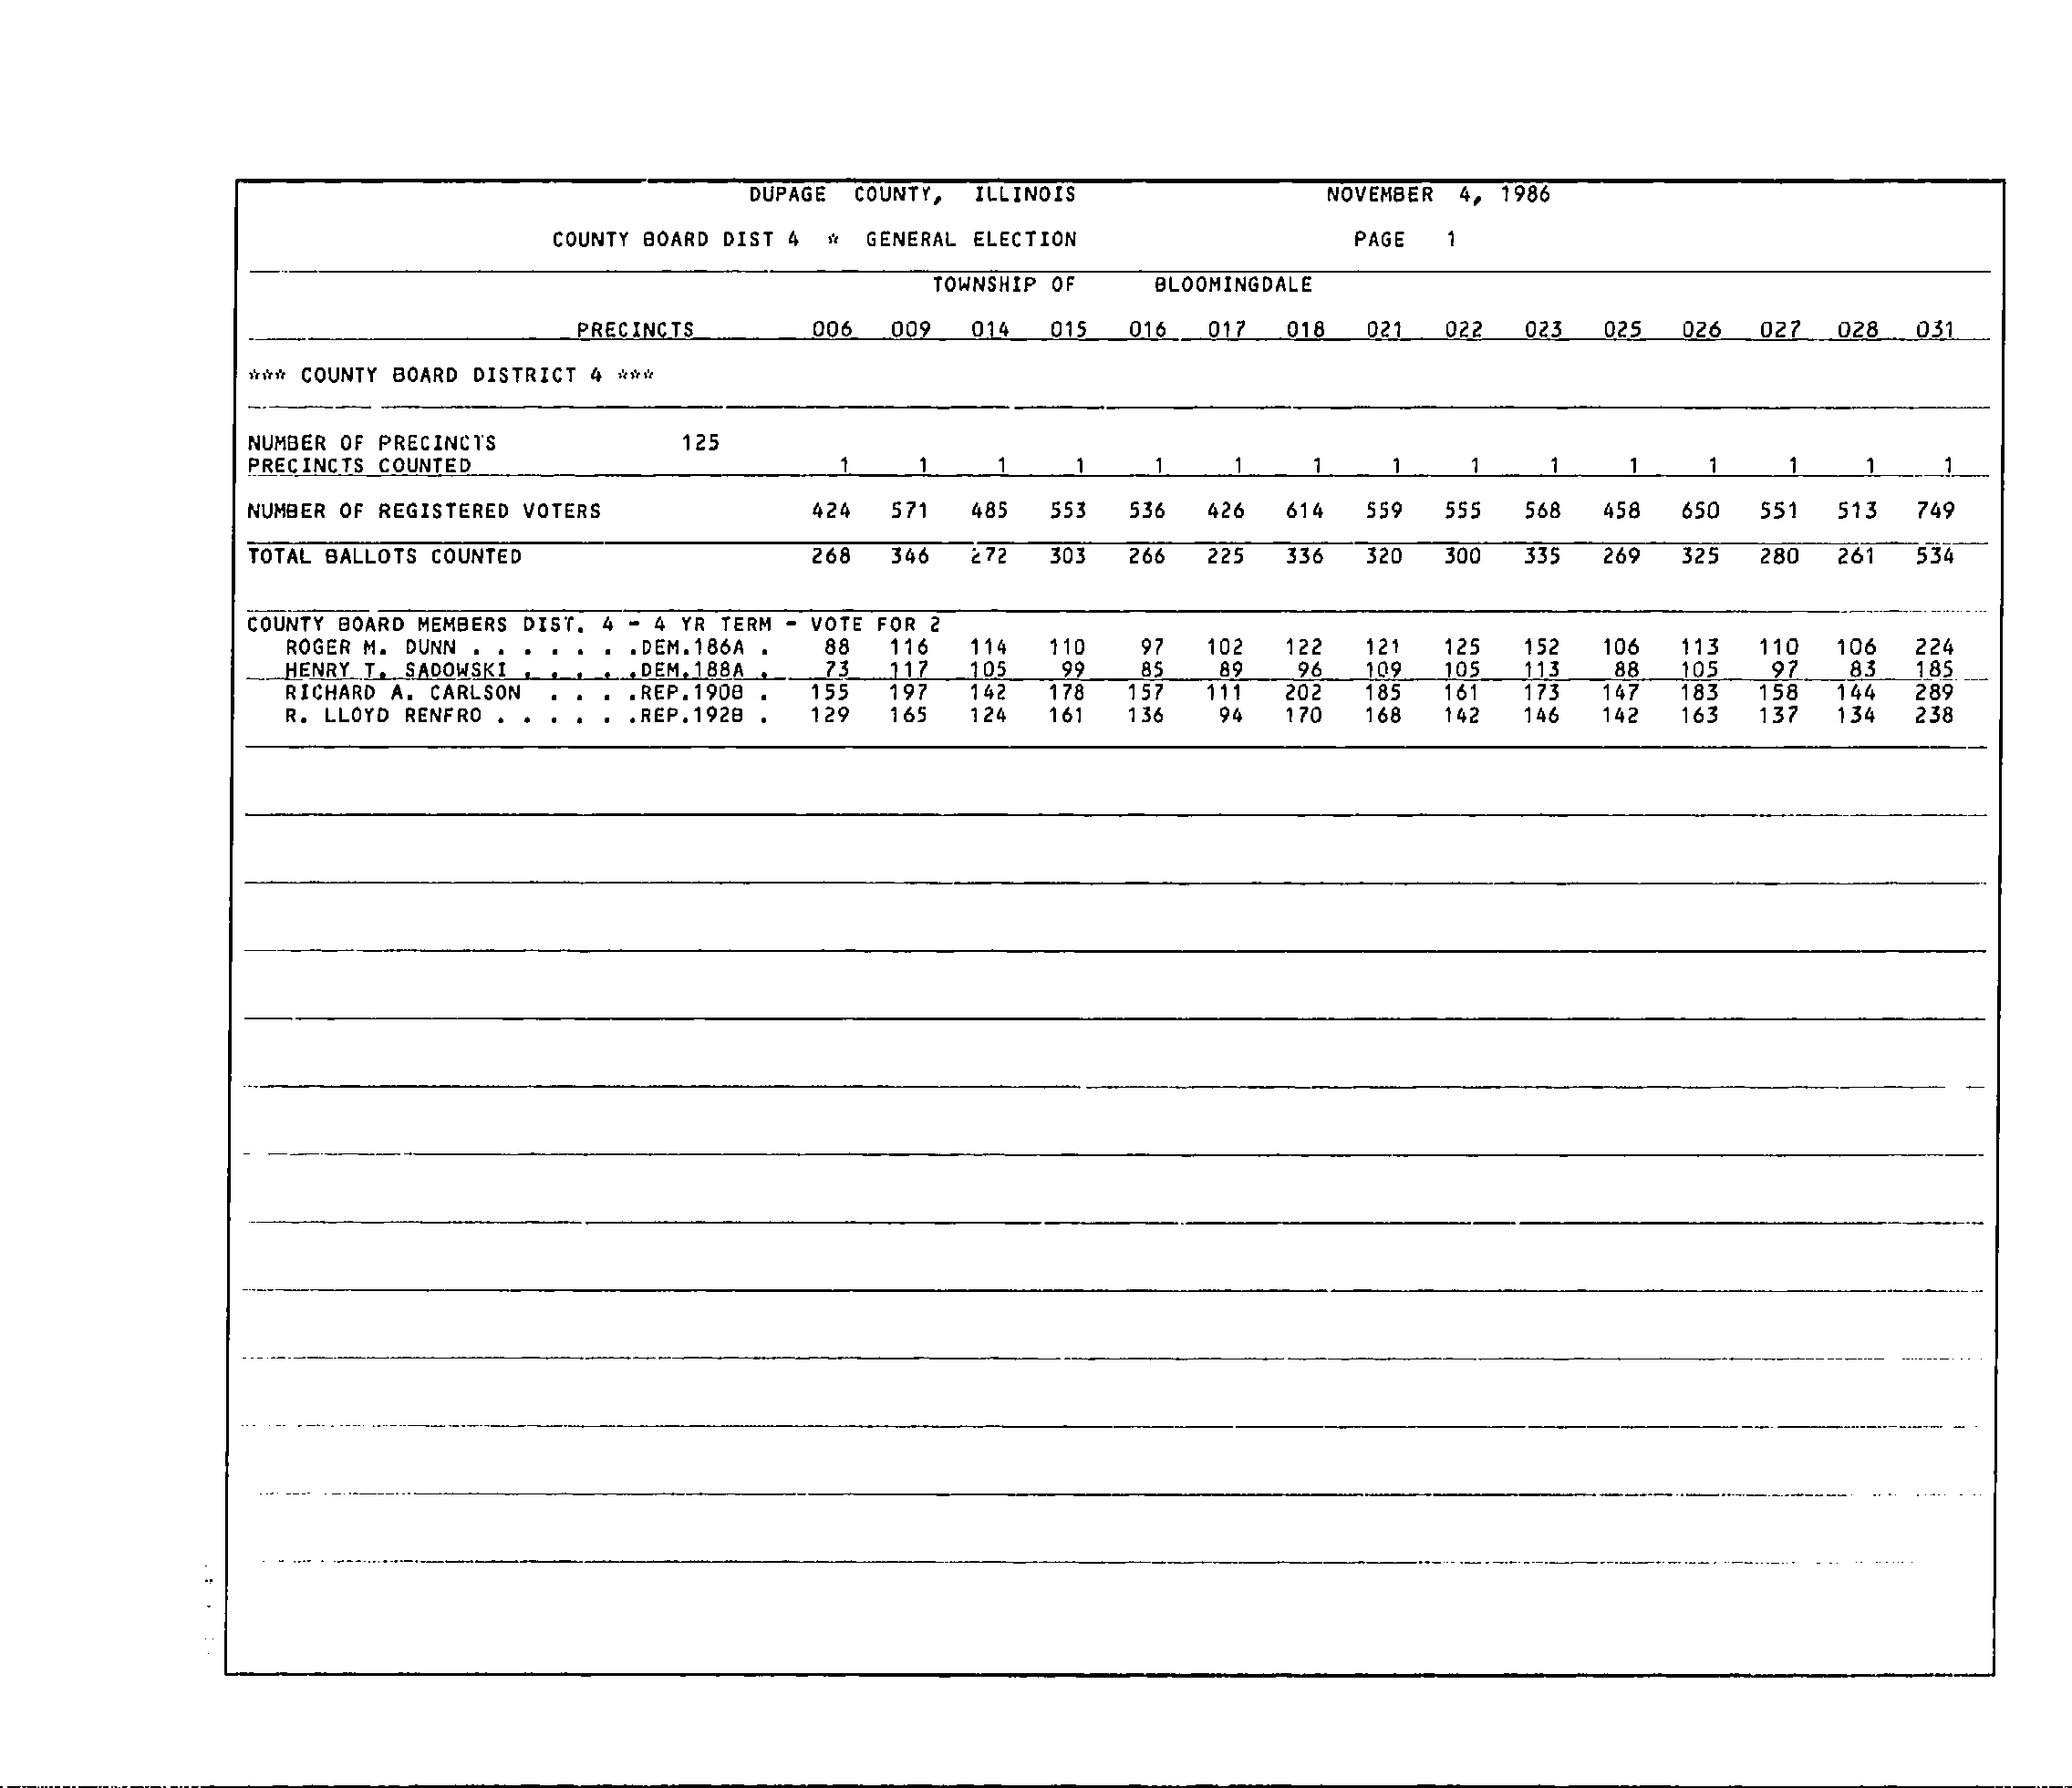 DUPAGE COUNTY, ILLINOIS NOVEMBER 4, 1986
COUNTY BOARD DIST 4 * GENERAL ELECTION PAGE 1
TOWNSHIP OF BLOOMINGDALE
PRECINCTS 006 009 014 015 016 017 018 021 022 023 025 026 027 028 031
*** COUNTY BOARD DISTRICT 4 ***
NUMBER OF PRECINCTS 125
PRECINCTS COUNTED 1 1 1 1 1 1 1 1 1 1 1 1 1 1 1
NUMBER OF REGISTERED VOTERS 424 571 485 553 536 426 614 559 555 568 458 650 551 513 749
TOTAL BALLOTS COUNTED 268 346 272 303 266 225 336 320 300 335 269 325 280 261 534
COUNTY BOARD MEMBERS DIST. 4 - 4 YR TERM - VOTE FOR 2
ROGER M. DUNN . . . . . . .DEM.186A . 88 116 114 110 97 102 122 121 125 152 106 113 110 106 224
HENRY T. SADOWSKI . . . . .DEM.188A . 73 117 105 99 85 89 96 109 105 113 88 105 97 83 185
RICHARD A. CARLSON . . . .REP.190B . 155 197 142 178 157 111 202 185 161 173 147 183 158 144 289
R. LLOYD RENFRO . . . . . .REP.192B . 129 165 124 161 136 94 170 168 142 146 142 163 137 134 238